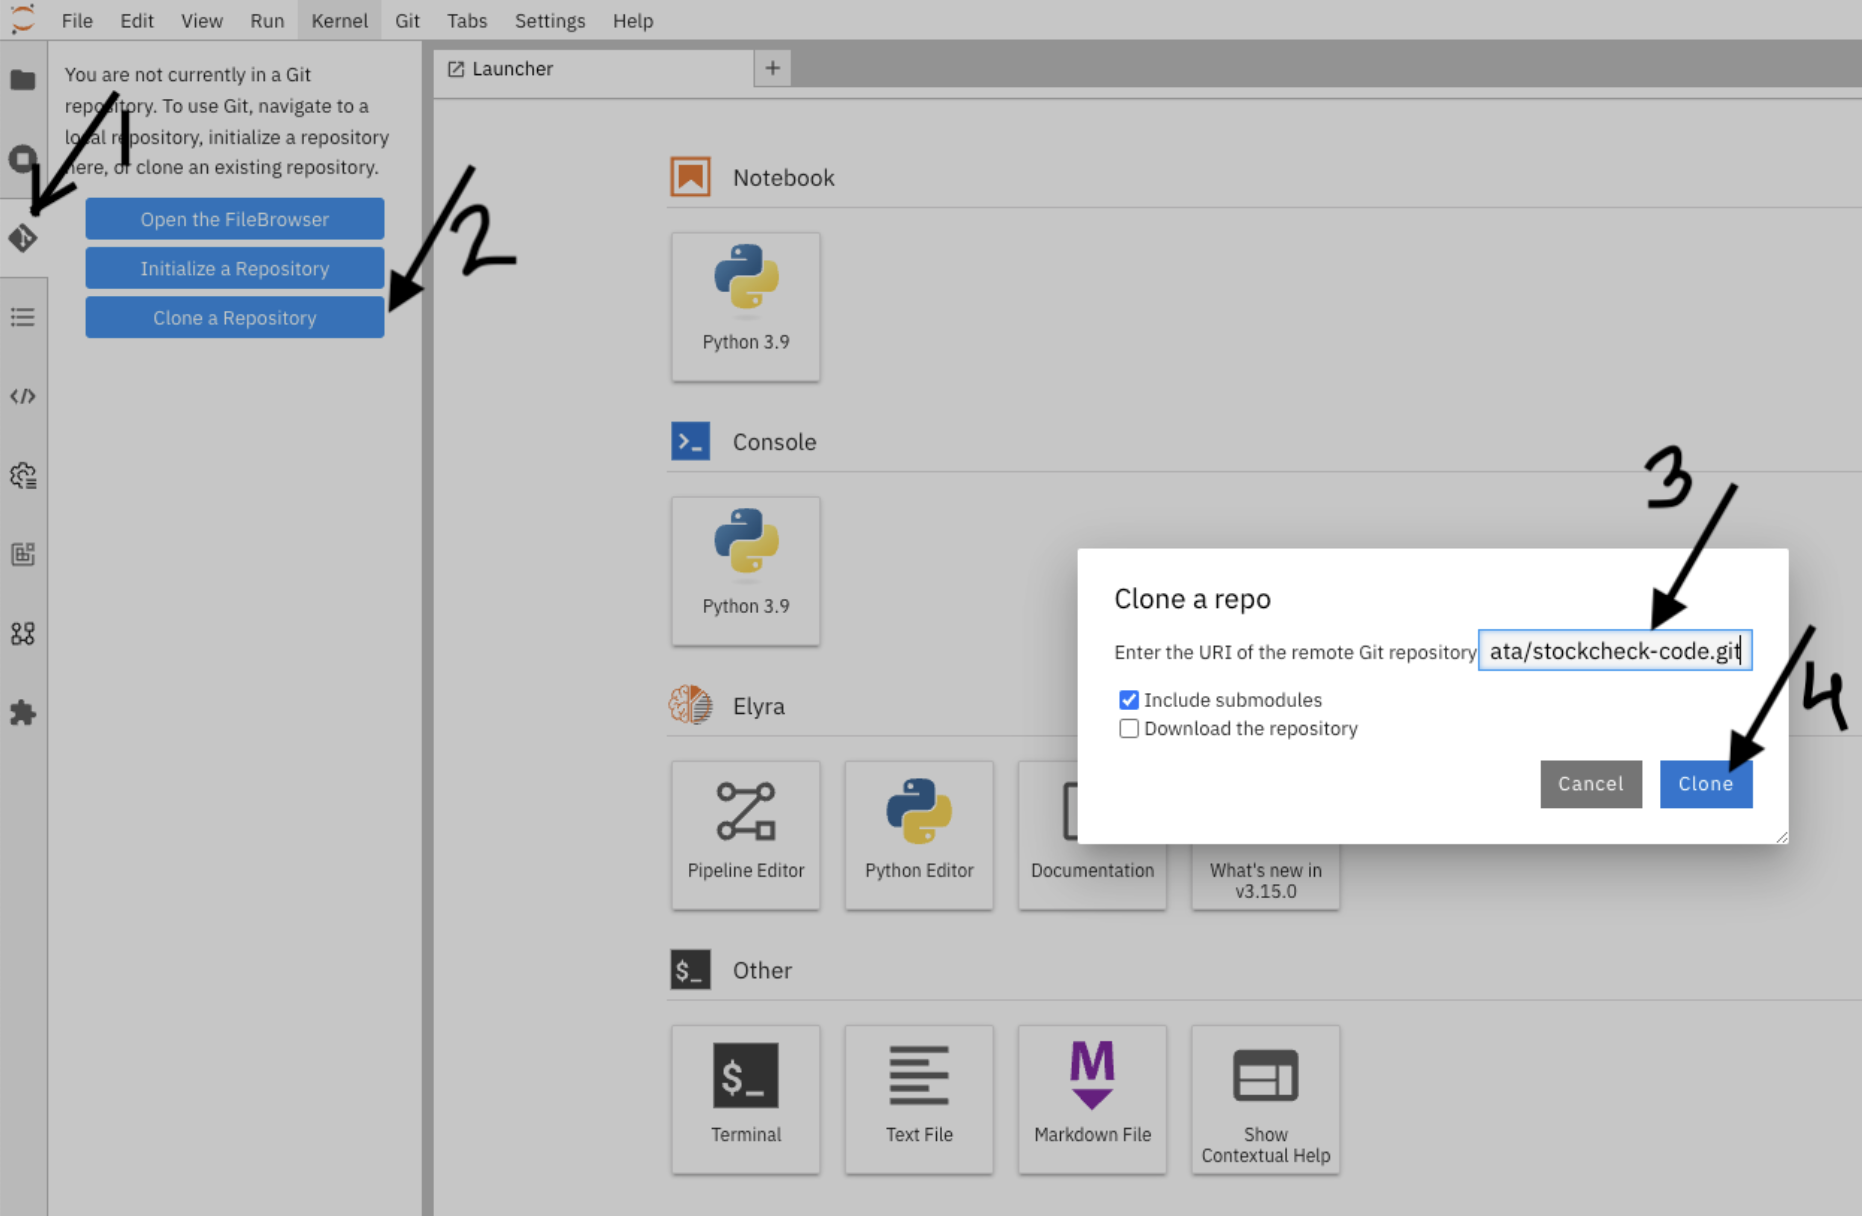 File Edit View Run Kernel Git Tabs Settings Help
You are not currently in a Git
repository. To use Git, navigate to a
local repository, initialize a repository
here, or clone an existing repository.
Open the FileBrowser
Initialize a Repository
Clone a Repository
1
2
Launcher +
Notebook
Python 3.9
Console
>_
Python 3.9
3
4
Clone a repo
Enter the URI of the remote Git repository ata/stockcheck-code.git
Include submodules
Download the repository
Cancel Clone
Elyra
Pipeline Editor
Python Editor
Documentation
What's new in
v3.15.0
$_
Other
$_
Terminal
Text File
M
Markdown File
Show
Contextual Help